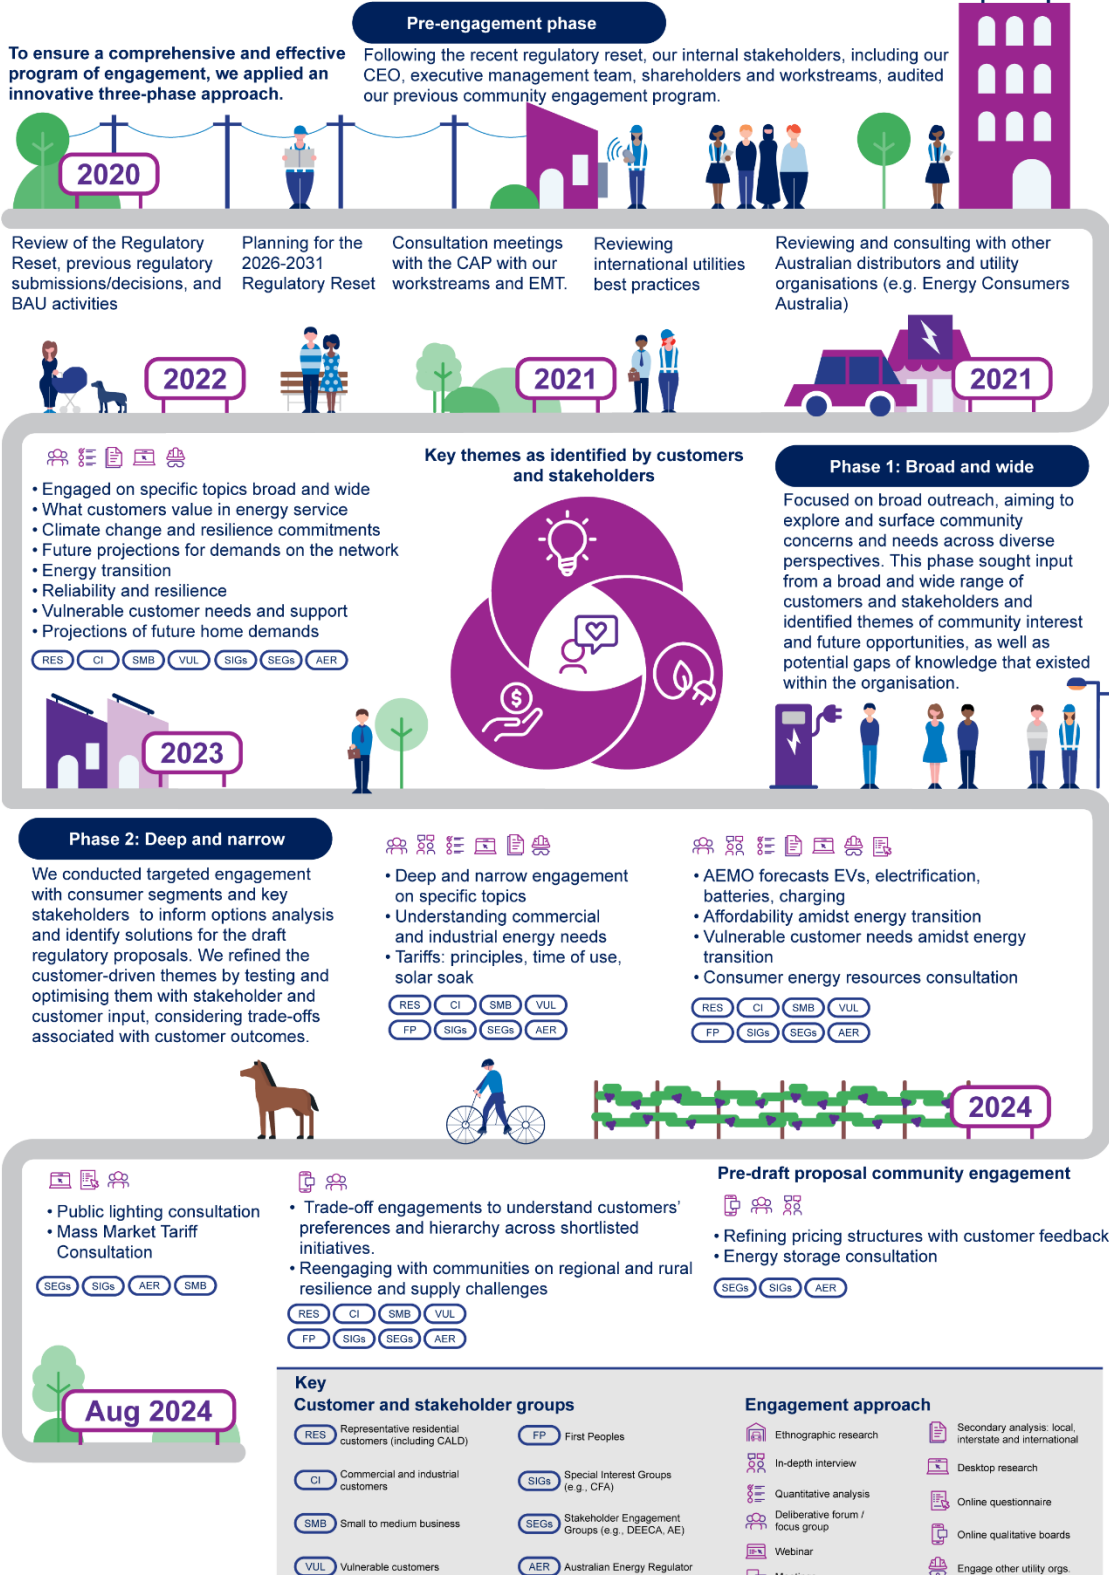 Pre-engagement phase
To ensure a comprehensive and effective
program of engagement, we applied an
innovative three-phase approach.
Following the recent regulatory reset, our internal stakeholders, including our
CEO, executive management team, shareholders and workstreams, audited
our previous community engagement program.
2020
Review of the Regulatory
Reset, previous regulatory
submissions/decisions, and
BAU activities
Planning for the
2026-2031
Regulatory Reset
Consultation meetings
with the CAP with our
workstreams and EMT.
Reviewing
international utilities
best practices
Reviewing and consulting with other
Australian distributors and utility
organisations (e.g. Energy Consumers
Australia)
2022
2021
2021
• Engaged on specific topics broad and wide
• What customers value in energy service
• Climate change and resilience commitments
• Future projections for demands on the network
• Energy transition
• Reliability and resilience
• Vulnerable customer needs and support
• Projections of future home demands
RES CI SMB VUL SIGs SEGs AER
Key themes as identified by customers
and stakeholders
$
Phase 1: Broad and wide
Focused on broad outreach, aiming to
explore and surface community
concerns and needs across diverse
perspectives. This phase sought input
from a broad and wide range of
customers and stakeholders and
identified themes of community interest
and future opportunities, as well as
potential gaps of knowledge that existed
within the organisation.
2023
Phase 2: Deep and narrow
We conducted targeted engagement
with consumer segments and key
stakeholders to inform options analysis
and identify solutions for the draft
regulatory proposals. We refined the
customer-driven themes by testing and
optimising them with stakeholder and
customer input, considering trade-offs
associated with customer outcomes.
• Deep and narrow engagement
on specific topics
• Understanding commercial
and industrial energy needs
• Tariffs: principles, time of use,
solar soak
RES CI SMB VUL
FP SIGs SEGs AER
• AEMO forecasts EVs, electrification,
batteries, charging
• Affordability amidst energy transition
• Vulnerable customer needs amidst energy
transition
• Consumer energy resources consultation
RES CI SMB VUL
FP SIGs SEGs AER
2024
• Public lighting consultation
• Mass Market Tariff
Consultation
SEGs SIGs AER SMB
• Trade-off engagements to understand customers'
preferences and hierarchy across shortlisted
initiatives.
• Reengaging with communities on regional and rural
resilience and supply challenges
RES CI SMB VUL
FP SIGs SEGs AER
Pre-draft proposal community engagement
• Refining pricing structures with customer feedback
• Energy storage consultation
SEGs SIGs AER
Aug 2024
Key
Customer and stakeholder groups
RES Representative residential
customers (including CALD)
CI Commercial and industrial
customers
SMB Small to medium business
VUL Vulnerable customers
FP First Peoples
SIGs Special Interest Groups
(e.g., CFA)
SEGs Stakeholder Engagement
Groups (e.g., DEECA, AE)
AER Australian Energy Regulator
Engagement approach
Ethnographic research
In-depth interview
Quantitative analysis
Deliberative forum /
focus group
Webinar
Secondary analysis: local,
interstate and international
Desktop research
Online questionnaire
Online qualitative boards
Engage other utility orgs.